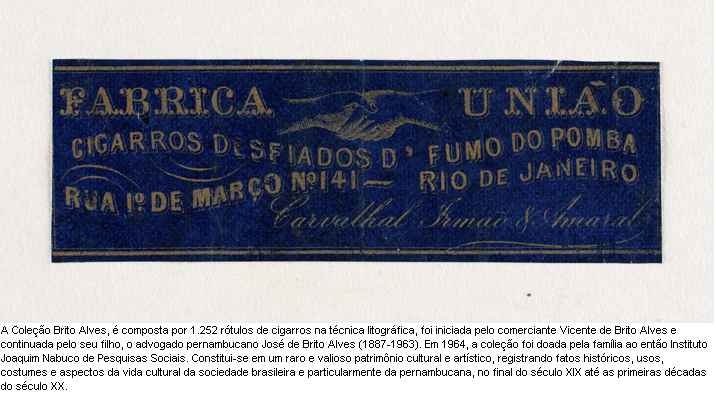 FABRICA UNIÃO
CIGARROS DESFIADOS D' FUMO DO POMBA
RUA 1º DE MARÇO Nº 141 — RIO DE JANEIRO
Carvalhal Irmaõ & Amaral
A Coleção Brito Alves, é composta por 1.252 rótulos de cigarros na técnica litográfica, foi iniciada pelo comerciante Vicente de Brito Alves e
continuada pelo seu filho, o advogado pernambucano José de Brito Alves (1887-1963). Em 1964, a coleção foi doada pela família ao então Instituto
Joaquim Nabuco de Pesquisas Sociais. Constitui-se em um raro e valioso patrimônio cultural e artístico, registrando fatos históricos, usos,
costumes e aspectos da vida cultural da sociedade brasileira e particularmente da pernambucana, no final do século XIX até as primeiras décadas
do século XX.